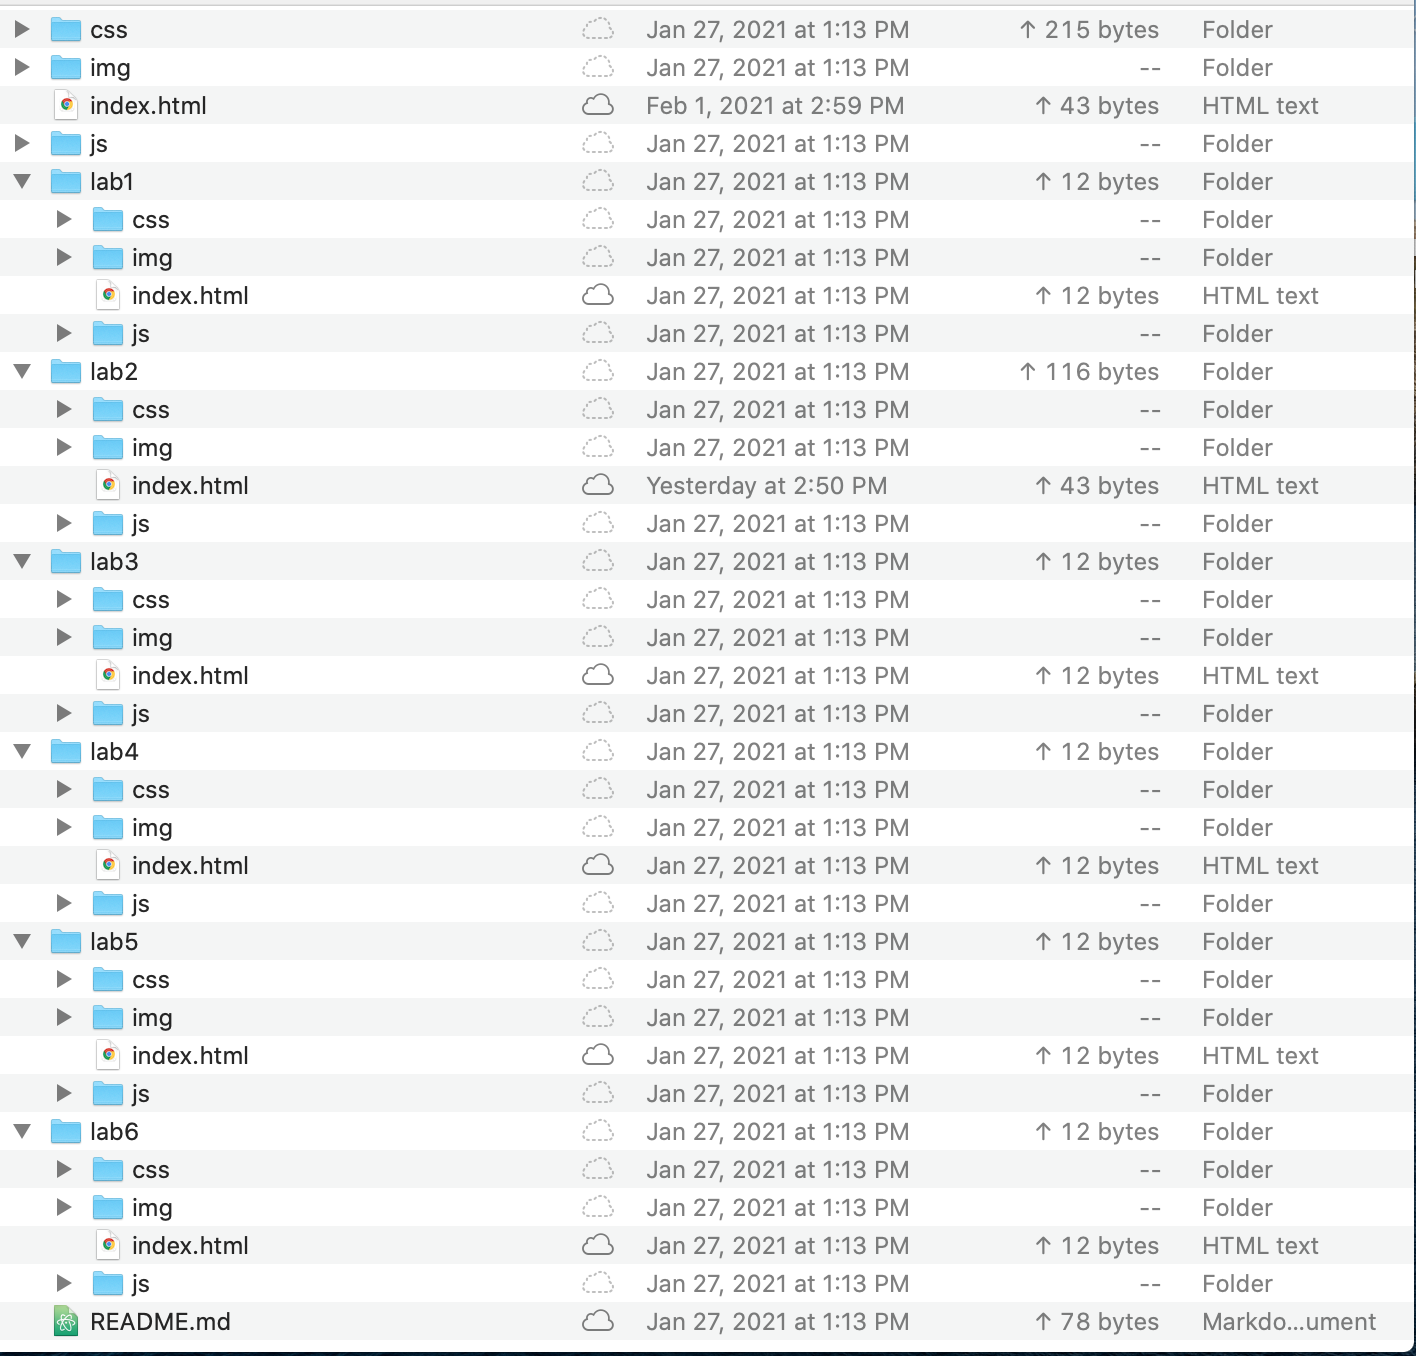 css Jan 27, 2021 at 1:13 PM ↑ 215 bytes Folder
img Jan 27, 2021 at 1:13 PM -- Folder
index.html Feb 1, 2021 at 2:59 PM ↑ 43 bytes HTML text
js Jan 27, 2021 at 1:13 PM -- Folder
lab1 Jan 27, 2021 at 1:13 PM ↑ 12 bytes Folder
css Jan 27, 2021 at 1:13 PM -- Folder
img Jan 27, 2021 at 1:13 PM -- Folder
index.html Jan 27, 2021 at 1:13 PM ↑ 12 bytes HTML text
js Jan 27, 2021 at 1:13 PM -- Folder
lab2 Jan 27, 2021 at 1:13 PM ↑ 116 bytes Folder
css Jan 27, 2021 at 1:13 PM -- Folder
img Jan 27, 2021 at 1:13 PM -- Folder
index.html Yesterday at 2:50 PM ↑ 43 bytes HTML text
js Jan 27, 2021 at 1:13 PM -- Folder
lab3 Jan 27, 2021 at 1:13 PM ↑ 12 bytes Folder
css Jan 27, 2021 at 1:13 PM -- Folder
img Jan 27, 2021 at 1:13 PM -- Folder
index.html Jan 27, 2021 at 1:13 PM ↑ 12 bytes HTML text
js Jan 27, 2021 at 1:13 PM -- Folder
lab4 Jan 27, 2021 at 1:13 PM ↑ 12 bytes Folder
css Jan 27, 2021 at 1:13 PM -- Folder
img Jan 27, 2021 at 1:13 PM -- Folder
index.html Jan 27, 2021 at 1:13 PM ↑ 12 bytes HTML text
js Jan 27, 2021 at 1:13 PM -- Folder
lab5 Jan 27, 2021 at 1:13 PM ↑ 12 bytes Folder
css Jan 27, 2021 at 1:13 PM -- Folder
img Jan 27, 2021 at 1:13 PM -- Folder
index.html Jan 27, 2021 at 1:13 PM ↑ 12 bytes HTML text
js Jan 27, 2021 at 1:13 PM -- Folder
lab6 Jan 27, 2021 at 1:13 PM ↑ 12 bytes Folder
css Jan 27, 2021 at 1:13 PM -- Folder
img Jan 27, 2021 at 1:13 PM -- Folder
index.html Jan 27, 2021 at 1:13 PM ↑ 12 bytes HTML text
js Jan 27, 2021 at 1:13 PM -- Folder
README.md Jan 27, 2021 at 1:13 PM ↑ 78 bytes Markdo...ument